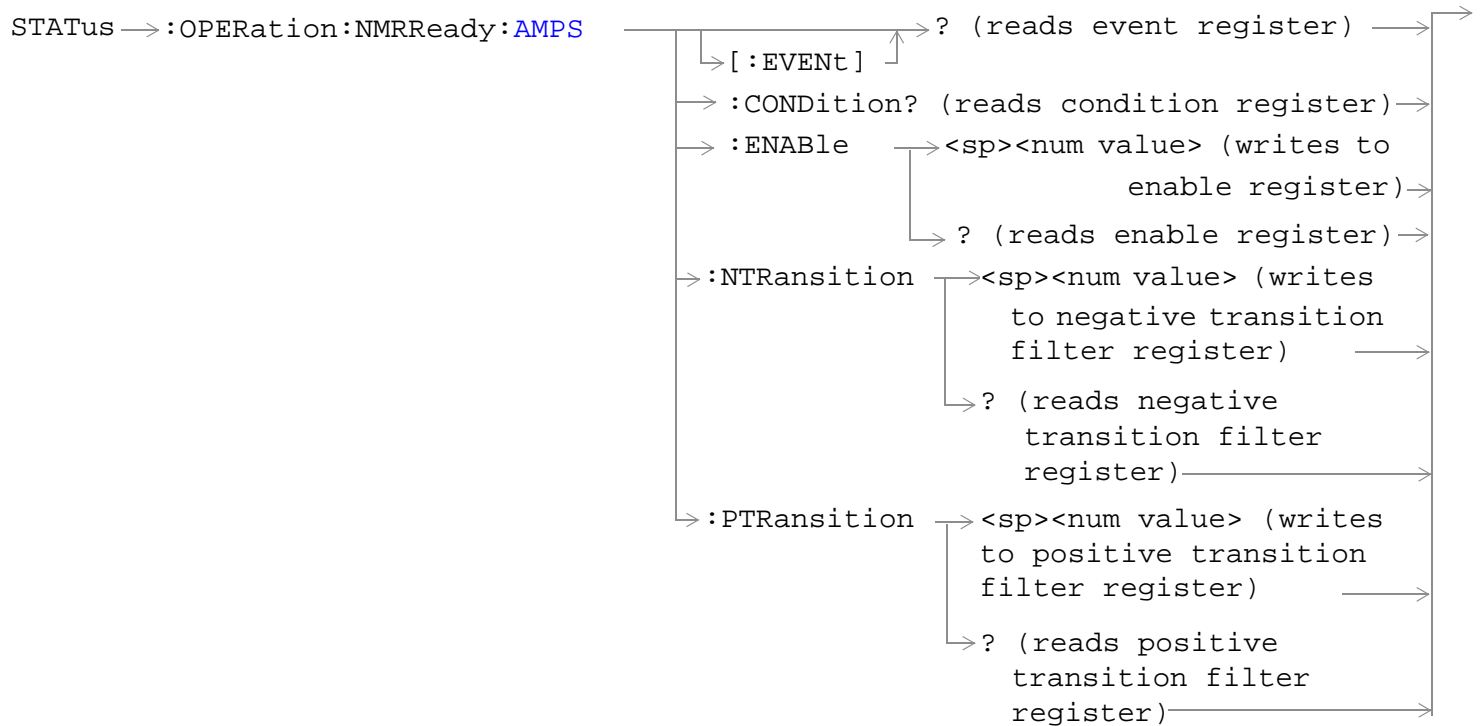 STATus :OPERation:NMRReady:AMPS ? (reads event register)
[:EVENt]
:CONDition? (reads condition register)
:ENABle <sp><num value> (writes to
enable register)
? (reads enable register)
:NTRansition <sp><num value> (writes
to negative transition
filter register)
? (reads negative
transition filter
register)
:PTRansition <sp><num value> (writes
to positive transition
filter register)
? (reads positive
transition filter
register)